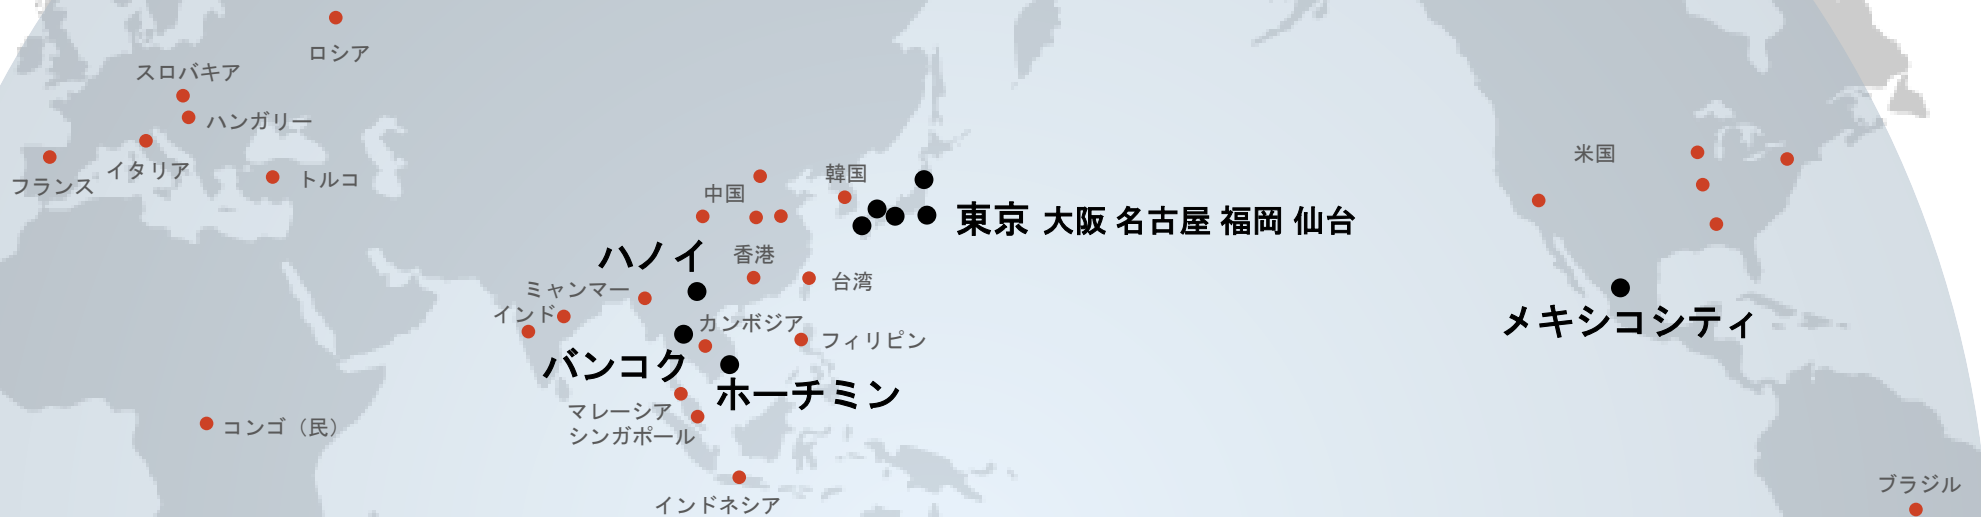 ロシア
スロバキア
ハンガリー
イタリア
フランス
トルコ
中国
韓国
米国
東京 大阪 名古屋 福岡 仙台
ハノイ
香港
台湾
ミャンマー
インド
カンボジア
フィリピン
メキシコシティ
バンコク
ホーチミン
マレーシア
シンガポール
コンゴ（民）
インドネシア
ブラジル